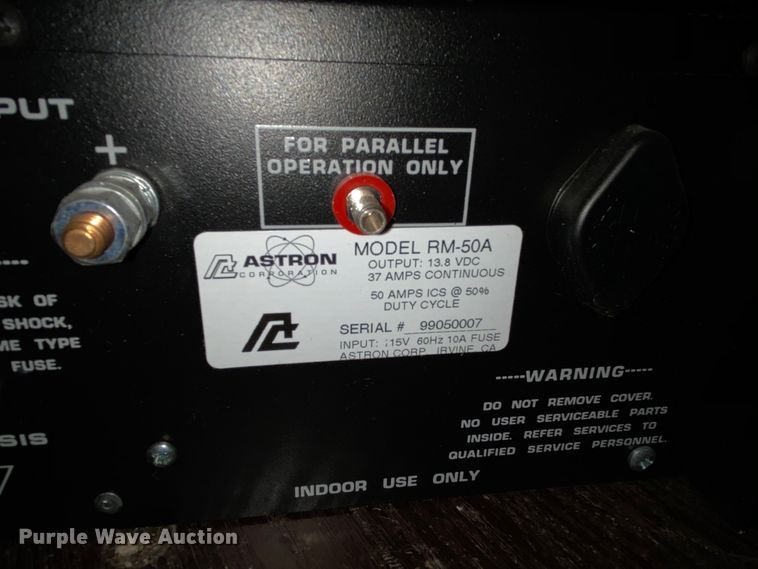 PUT
+
FOR PARALLEL
OPERATION ONLY
ASTRON
CORPORATION
MODEL RM-50A
OUTPUT: 13.8 VDC
37 AMPS CONTINUOUS
50 AMPS ICS @ 50%
DUTY CYCLE
SERIAL # 99050007
INPUT: 115V 60Hz 10A FUSE
ASTRON CORP. IRVINE, CA
----
SK OF
SHOCK,
ME TYPE
FUSE.
SIS
-----WARNING-----
DO NOT REMOVE COVER.
NO USER SERVICEABLE PARTS
INSIDE. REFER SERVICES TO
QUALIFIED SERVICE PERSONNEL.
INDOOR USE ONLY
Purple Wave Auction